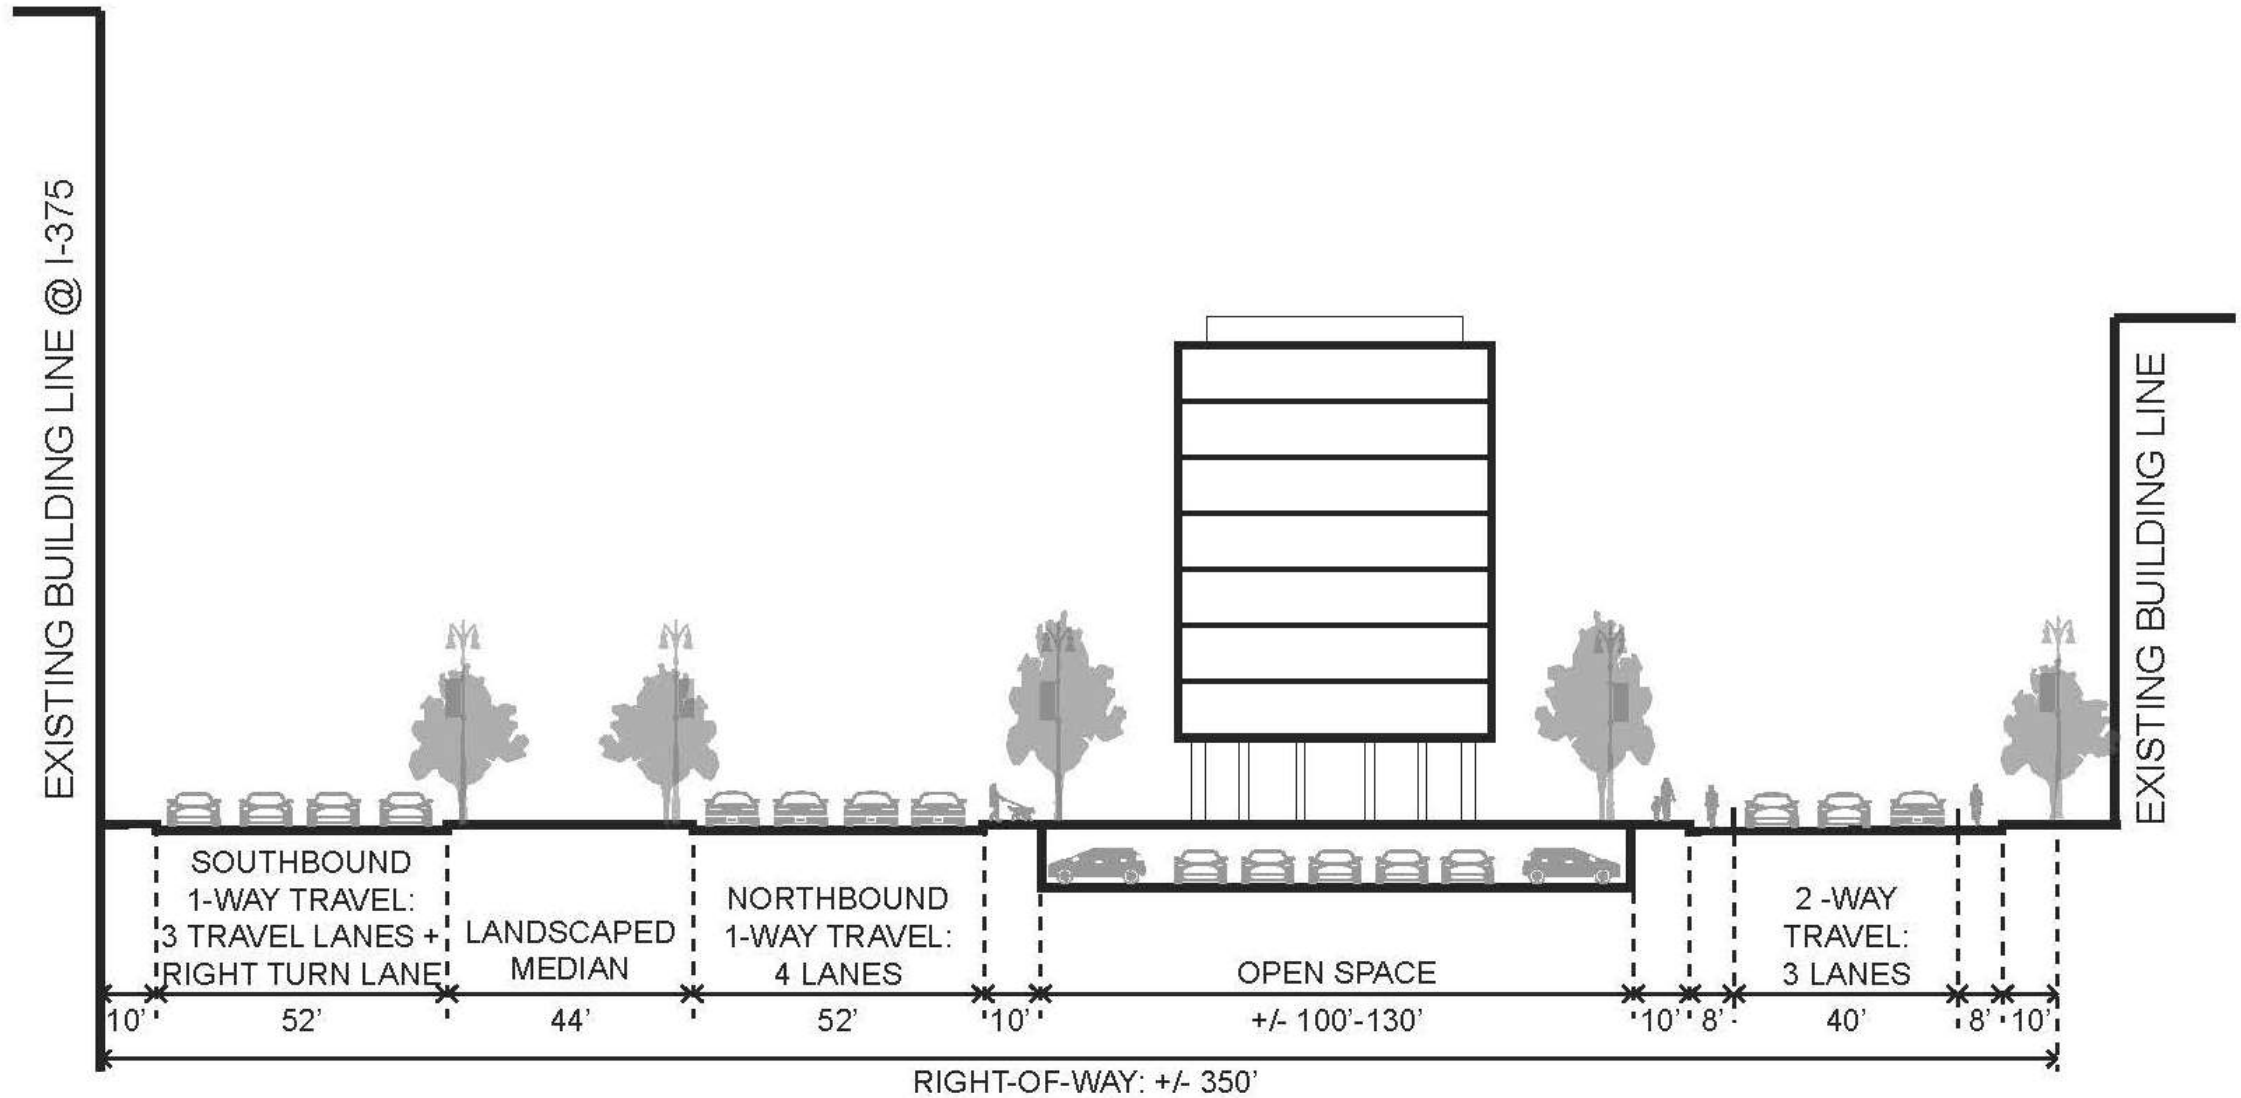 EXISTING BUILDING LINE @ I-375
EXISTING BUILDING LINE
SOUTHBOUND
1-WAY TRAVEL:
3 TRAVEL LANES +
RIGHT TURN LANE
LANDSCAPED
MEDIAN
NORTHBOUND
1-WAY TRAVEL:
4 LANES
OPEN SPACE
2 -WAY
TRAVEL:
3 LANES
10’ 52’ 44’ 52’ 10’ +/- 100’-130’ 10’ 8’ 40’ 8’ 10’
RIGHT-OF-WAY: +/- 350’